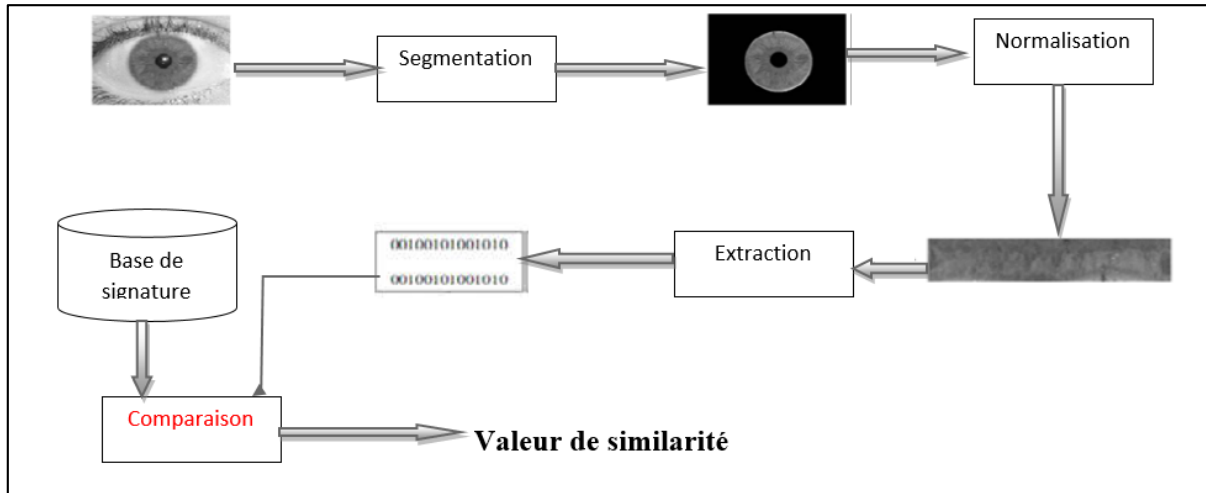 Segmentation
Normalisation
Base de
signature
00100101001010
00100101001010
Extraction
Comparaison
Valeur de similarité